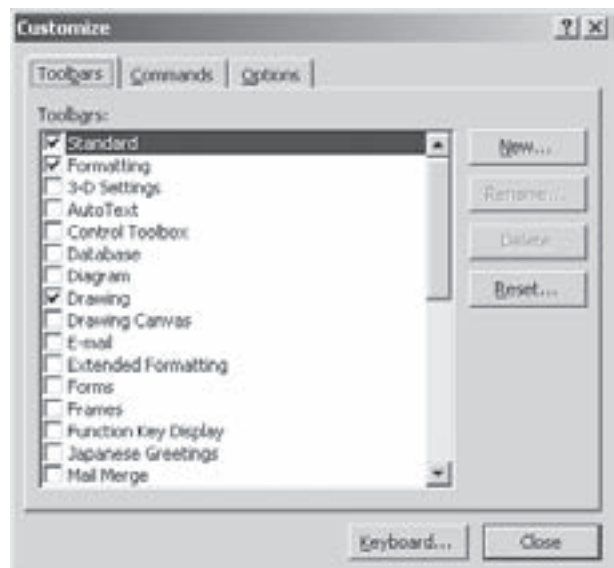 Customize
Toolbars Commands Options
Toolbars:
Standard
Formatting
3-D Settings
AutoText
Control Toolbox
Database
Diagram
Drawing
Drawing Canvas
E-mail
Extended Formatting
Forms
Frames
Function Key Display
Japanese Greetings
Mail Merge
New...
Rename...
Delete
Reset...
Keyboard... Close